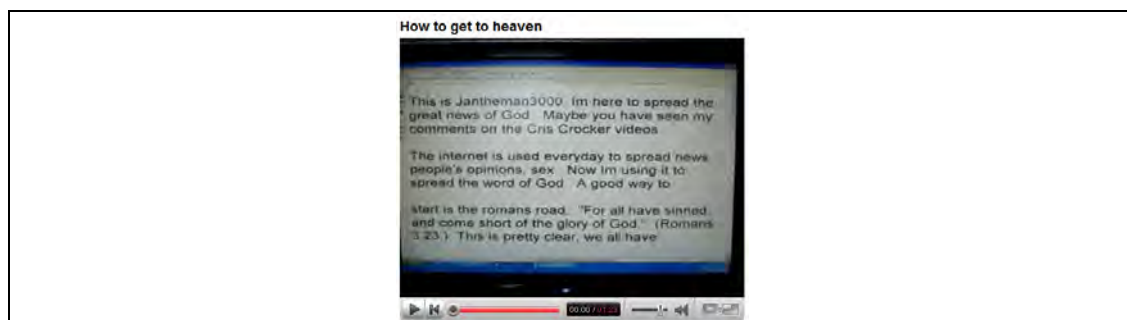 How to get to heaven
This is Jantheman3000. Im here to spread the
great news of God. Maybe you have seen my
comments on the Cris Crocker videos.
The internet is used everyday to spread news,
people's opinions, sex. Now Im using it to
spread the word of God. A good way to
start is the romans road. "For all have sinned,
and come short of the glory of God." (Romans
3:23.) This is pretty clear, we all have
00:00 /